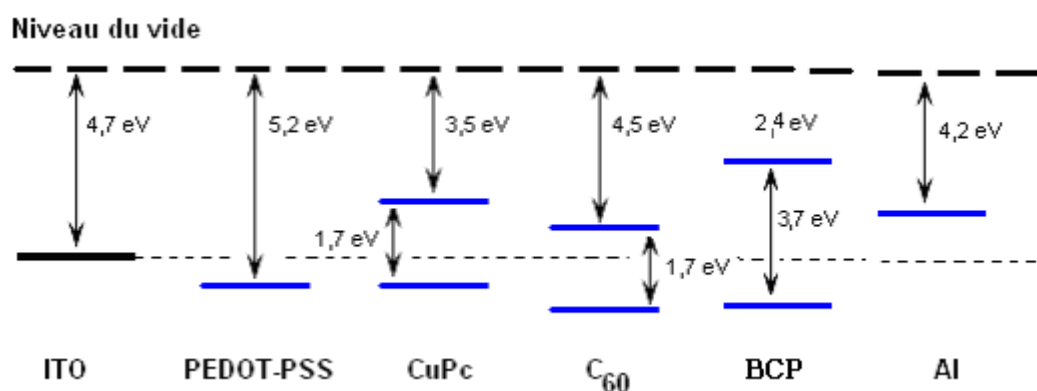 Niveau du vide
4,7 eV
5,2 eV
3,5 eV
4,5 eV
2,4 eV
4,2 eV
1,7 eV
1,7 eV
3,7 eV
ITO PEDOT-PSS CuPc C60 BCP Al